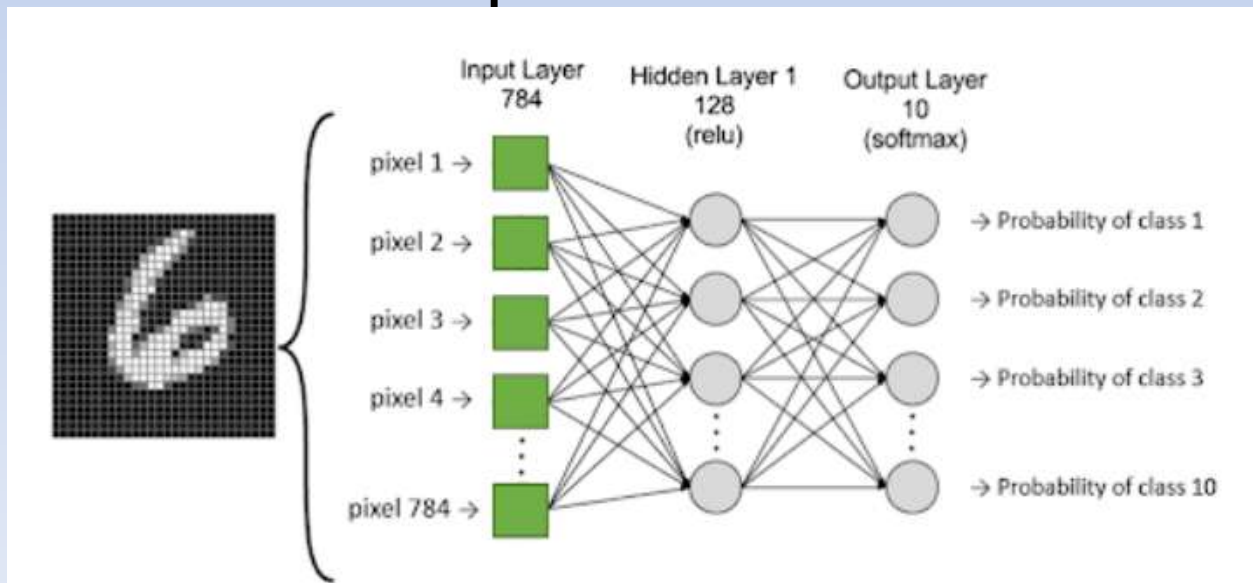 Input Layer
784
Hidden Layer 1
128
(relu)
Output Layer
10
(softmax)
pixel 1 →
pixel 2 →
pixel 3 →
pixel 4 →
pixel 784 →
→ Probability of class 1
→ Probability of class 2
→ Probability of class 3
→ Probability of class 10